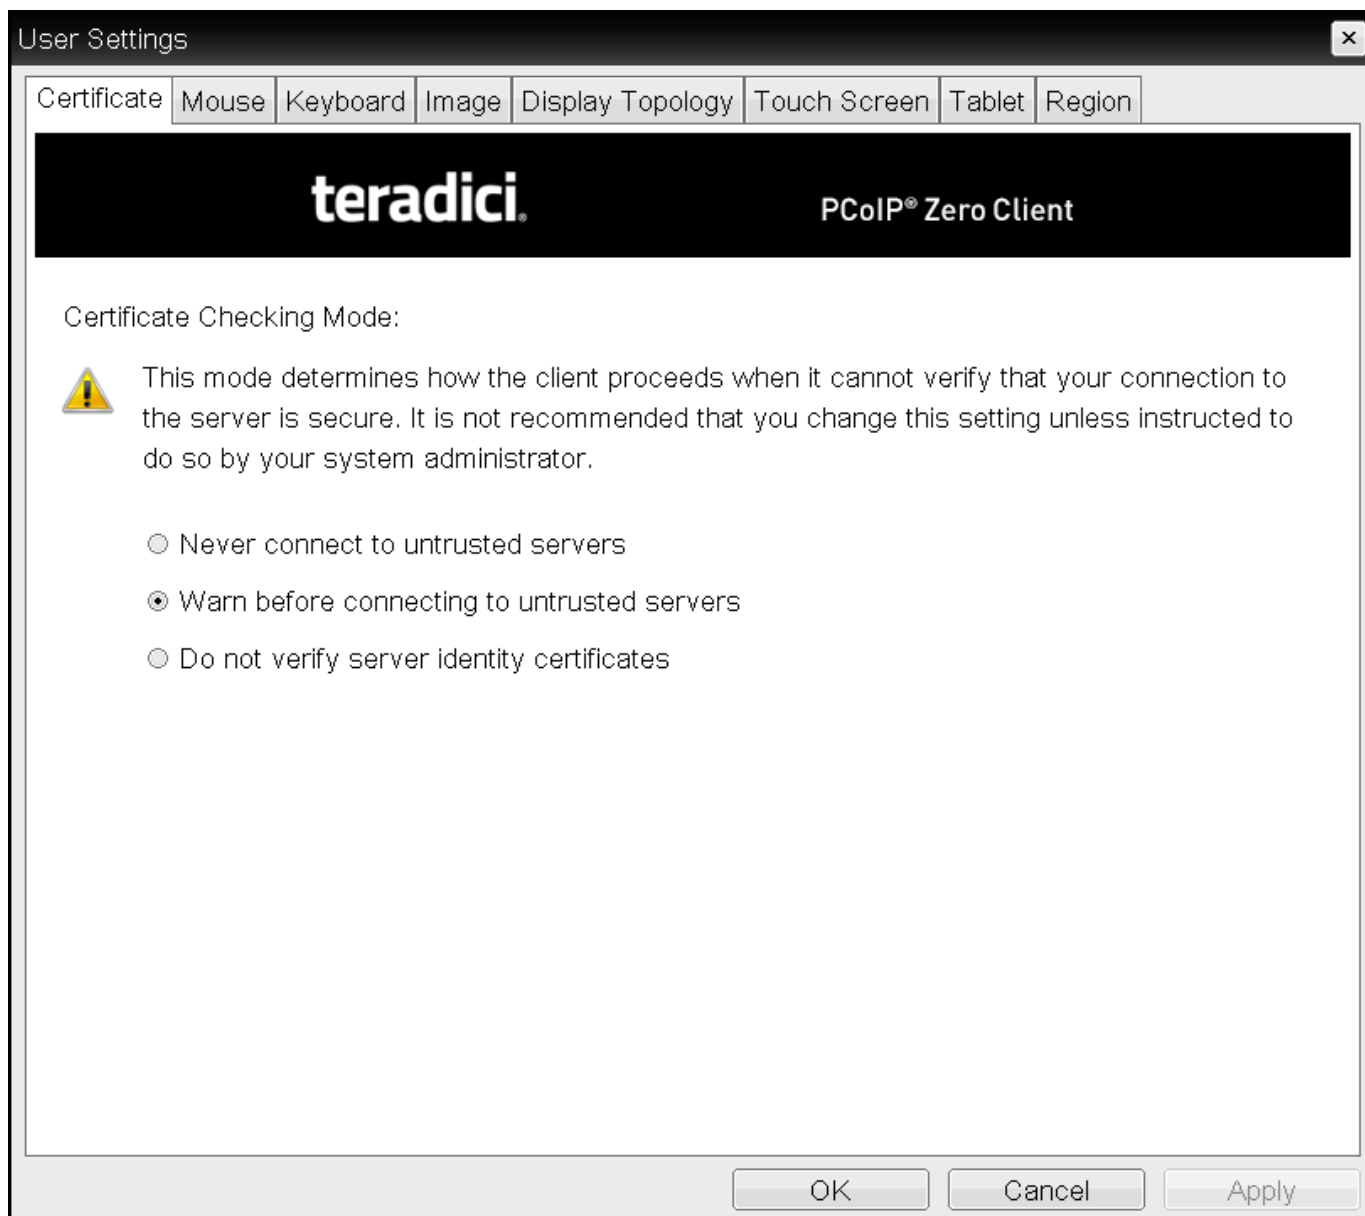 User Settings
Certificate Mouse Keyboard Image Display Topology Touch Screen Tablet Region
teradici® PCoIP® Zero Client
Certificate Checking Mode:
This mode determines how the client proceeds when it cannot verify that your connection to
the server is secure. It is not recommended that you change this setting unless instructed to
do so by your system administrator.
Never connect to untrusted servers
Warn before connecting to untrusted servers
Do not verify server identity certificates
OK Cancel Apply